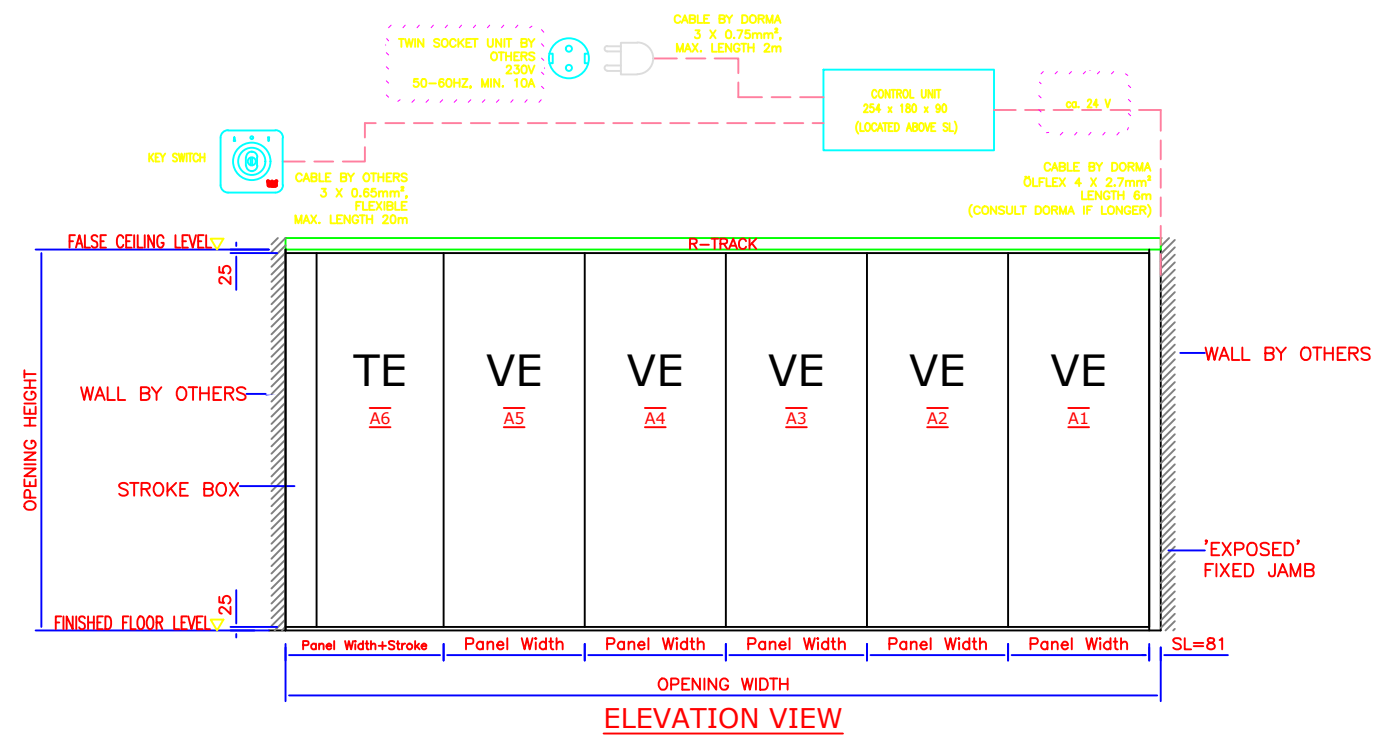 CABLE BY DORMA
3 X 0.75mm²,
MAX. LENGTH 2m
TWIN SOCKET UNIT BY
OTHERS
230V
50-60HZ, MIN. 10A
CONTROL UNIT
254 x 180 x 90
(LOCATED ABOVE SL)
ca. 24 V
KEY SWITCH
CABLE BY OTHERS
3 X 0.65mm²,
FLEXIBLE
MAX. LENGTH 20m
CABLE BY DORMA
ÖLFLEX 4 X 2.7mm²
LENGTH 6m
(CONSULT DORMA IF LONGER)
FALSE CEILING LEVEL
R-TRACK
25
OPENING HEIGHT
WALL BY OTHERS
WALL BY OTHERS
TE VE VE VE VE VE
A6 A5 A4 A3 A2 A1
STROKE BOX
'EXPOSED'
FIXED JAMB
25
FINISHED FLOOR LEVEL
Panel Width+Stroke Panel Width Panel Width Panel Width Panel Width Panel Width SL=81
OPENING WIDTH
ELEVATION VIEW